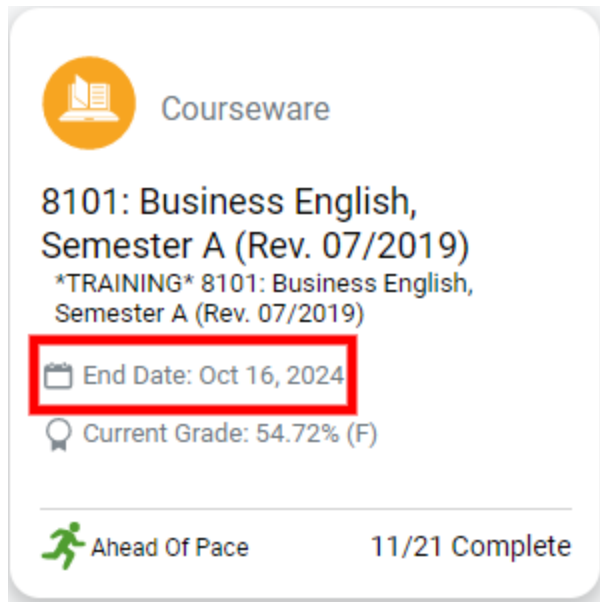 Courseware
8101: Business English,
Semester A (Rev. 07/2019)
*TRAINING* 8101: Business English,
Semester A (Rev. 07/2019)
End Date: Oct 16, 2024
Current Grade: 54.72% (F)
Ahead Of Pace 11/21 Complete